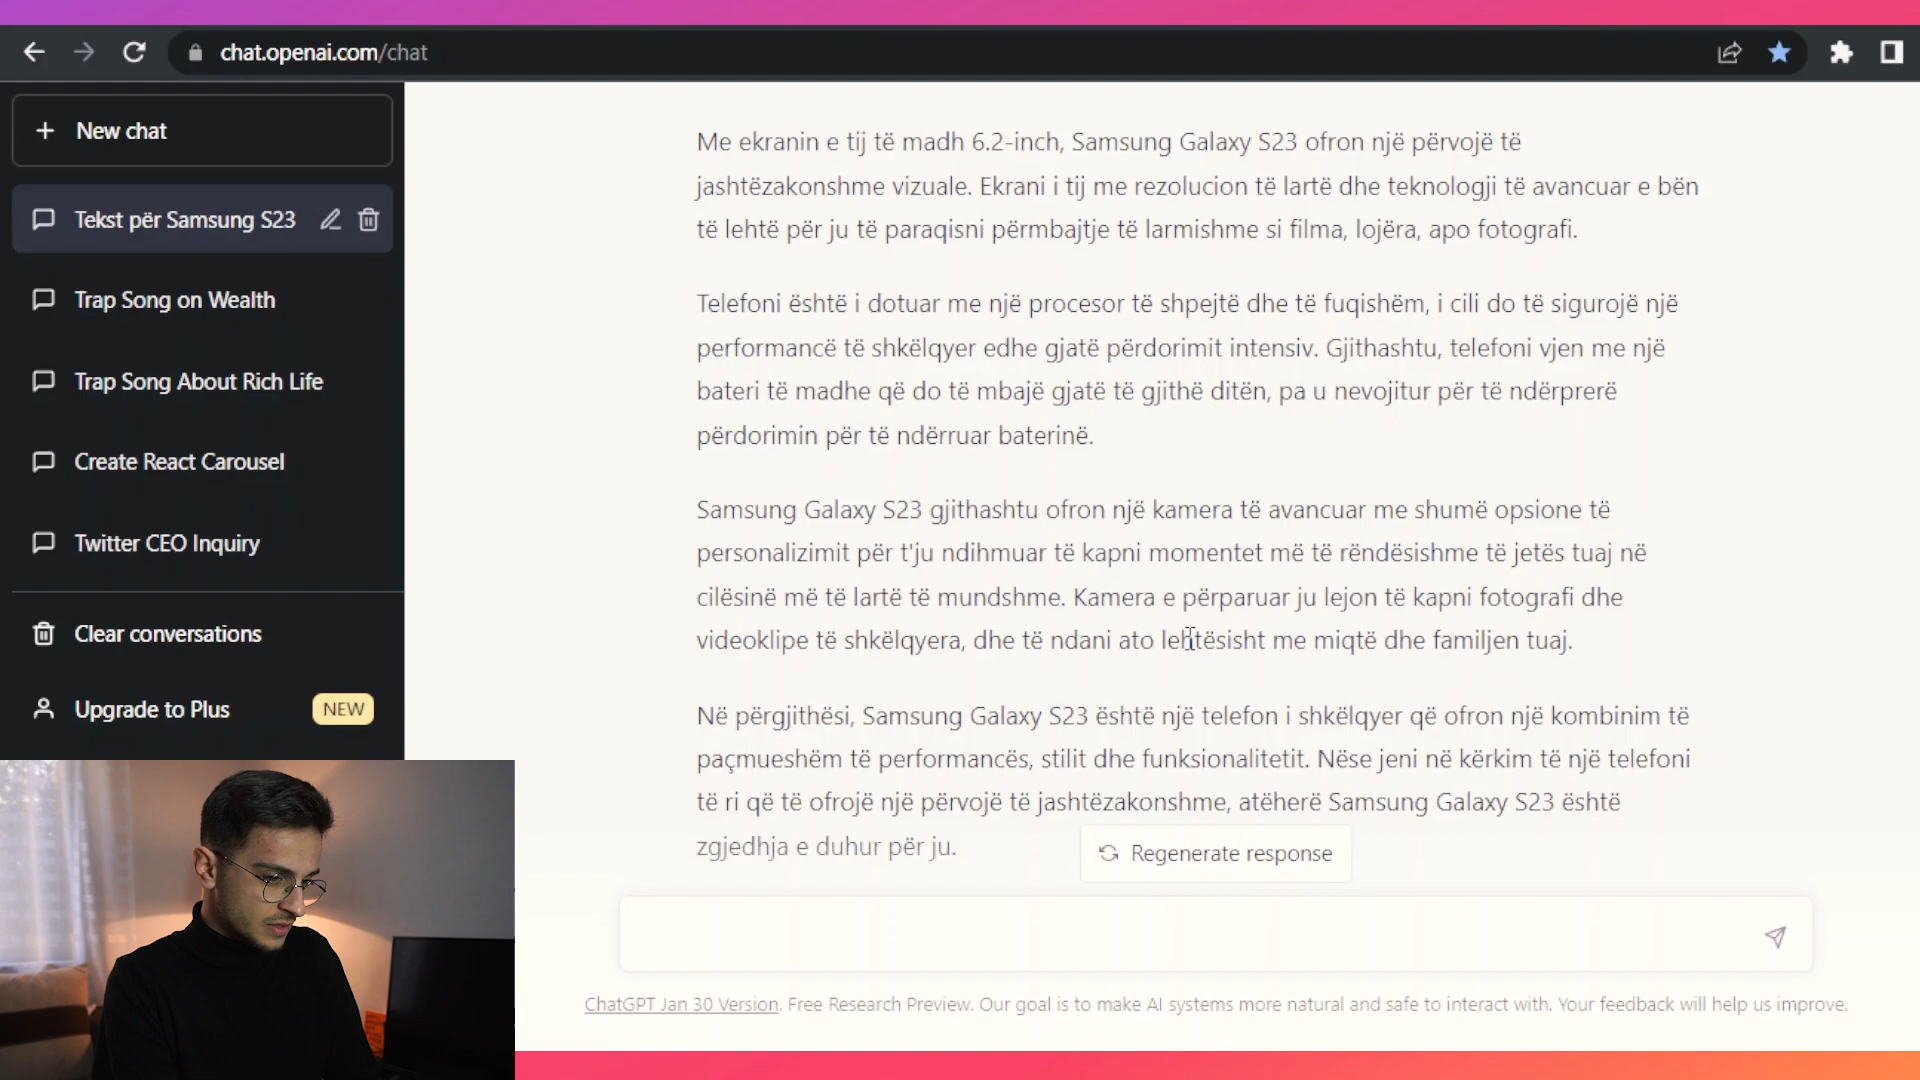 chat.openai.com/chat
New chat
Tekst për Samsung S23
Trap Song on Wealth
Trap Song About Rich Life
Create React Carousel
Twitter CEO Inquiry
Clear conversations
Upgrade to Plus NEW
Me ekranin e tij të madh 6.2-inch, Samsung Galaxy S23 ofron një përvojë të
jashtëzakonshme vizuale. Ekrani i tij me rezolucion të lartë dhe teknologji të avancuar e bën
të lehtë për ju të paraqisni përmbajtje të larmishme si filma, lojëra, apo fotografi.
Telefoni është i dotuar me një procesor të shpejtë dhe të fuqishëm, i cili do të sigurojë një
performancë të shkëlqyer edhe gjatë përdorimit intensiv. Gjithashtu, telefoni vjen me një
bateri të madhe që do të mbajë gjatë të gjithë ditën, pa u nevojitur për të ndërprerë
përdorimin për të ndërruar baterinë.
Samsung Galaxy S23 gjithashtu ofron një kamera të avancuar me shumë opsione të
personalizimit për t'ju ndihmuar të kapni momentet më të rëndësishme të jetës tuaj në
cilësinë më të lartë të mundshme. Kamera e përparuar ju lejon të kapni fotografi dhe
videoklipe të shkëlqyera, dhe të ndani ato lehtësisht me miqtë dhe familjen tuaj.
Në përgjithësi, Samsung Galaxy S23 është një telefon i shkëlqyer që ofron një kombinim të
paçmueshëm të performancës, stilit dhe funksionalitetit. Nëse jeni në kërkim të një telefoni
të ri që të ofrojë një përvojë të jashtëzakonshme, atëherë Samsung Galaxy S23 është
zgjedhja e duhur për ju.
Regenerate response
ChatGPT Jan 30 Version. Free Research Preview. Our goal is to make AI systems more natural and safe to interact with. Your feedback will help us improve.